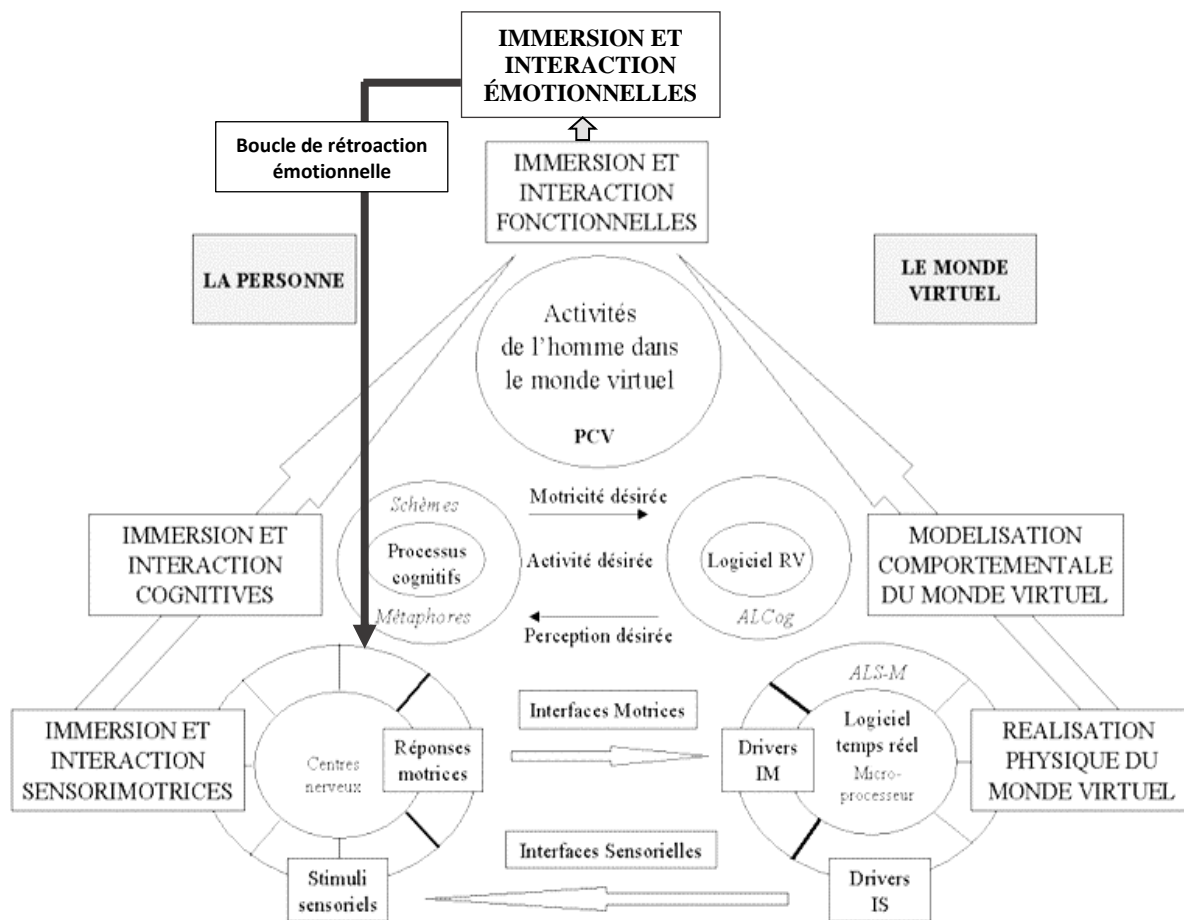 IMMERSION ET
INTERACTION
ÉMOTIONNELLES
Boucle de rétroaction
émotionnelle
IMMERSION ET
INTERACTION
FONCTIONNELLES
LA PERSONNE
LE MONDE
VIRTUEL
Activités
de l'homme dans
le monde virtuel
PCV
Schèmes
Processus
cognitifs
Métaphores
Motricité désirée
Activité désirée
Perception désirée
Logiciel RV
ALCog
IMMERSION ET
INTERACTION
COGNITIVES
MODELISATION
COMPORTEMENTALE
DU MONDE VIRTUEL
IMMERSION ET
INTERACTION
SENSORIMOTRICES
Centres
nerveux
Réponses
motrices
Interfaces Motrices
Drivers
IM
ALS-M
Logiciel
temps réel
Micro-
processeur
REALISATION
PHYSIQUE DU
MONDE VIRTUEL
Stimuli
sensoriels
Interfaces Sensorielles
Drivers
IS